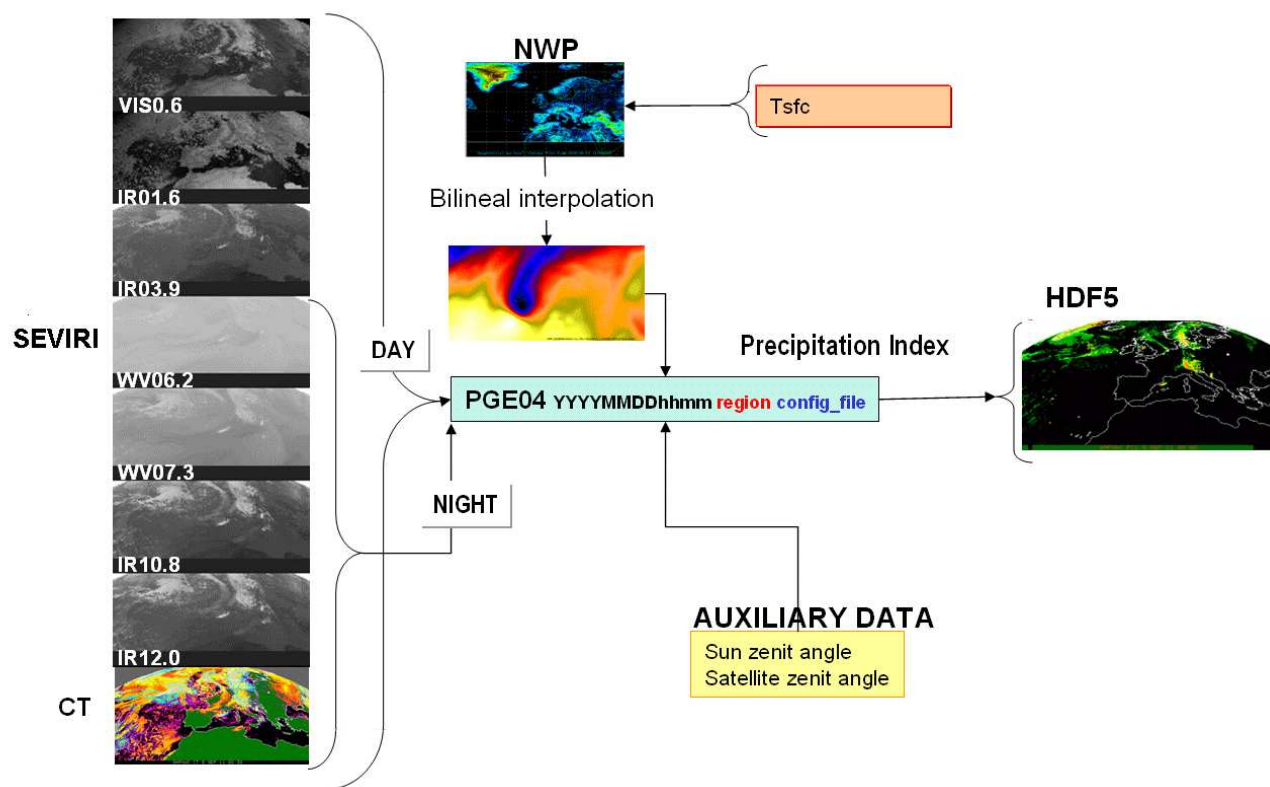 SEVIRI
VIS0.6
IR01.6
IR03.9
WV06.2
WV07.3
IR10.8
IR12.0
CT
DAY
NIGHT
NWP
Tsfc
Bilineal interpolation
Precipitation Index
PGE04 YYYYMMDDhhmm region config_file
AUXILIARY DATA
Sun zenit angle
Satellite zenit angle
HDF5